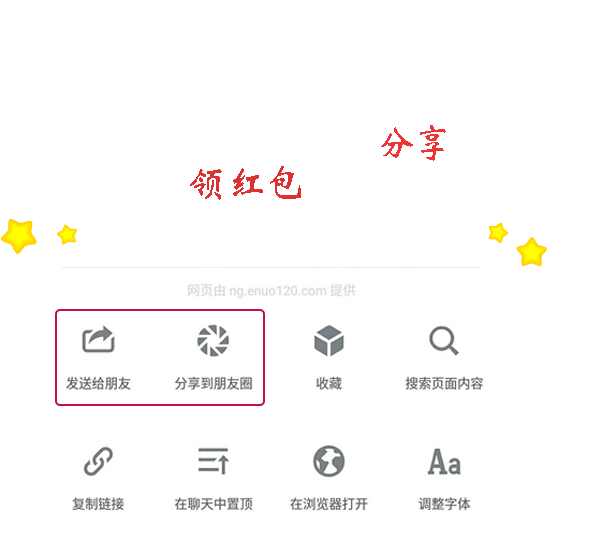 分享
领红包
网页由 ng.enuo120.com 提供
发送给朋友 分享到朋友圈 收藏 搜索页面内容
Aa
复制链接 在聊天中置顶 在浏览器打开 调整字体